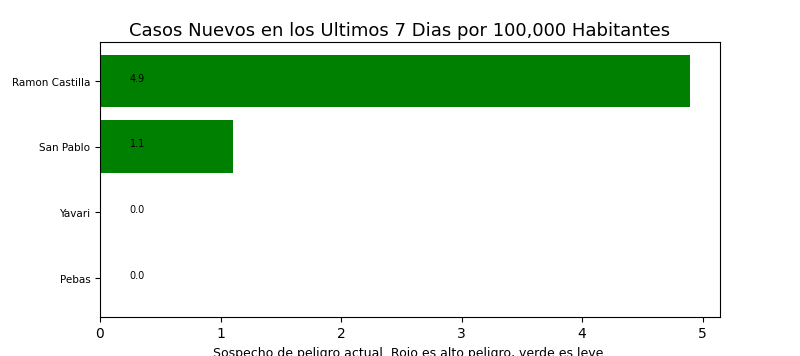 Casos Nuevos en los Ultimos 7 Dias por 100,000 Habitantes
Ramon Castilla 4.9
San Pablo 1.1
Yavari 0.0
Pebas 0.0
0 1 2 3 4 5
Sospecho de peligro actual. Rojo es alto peligro, verde es leve